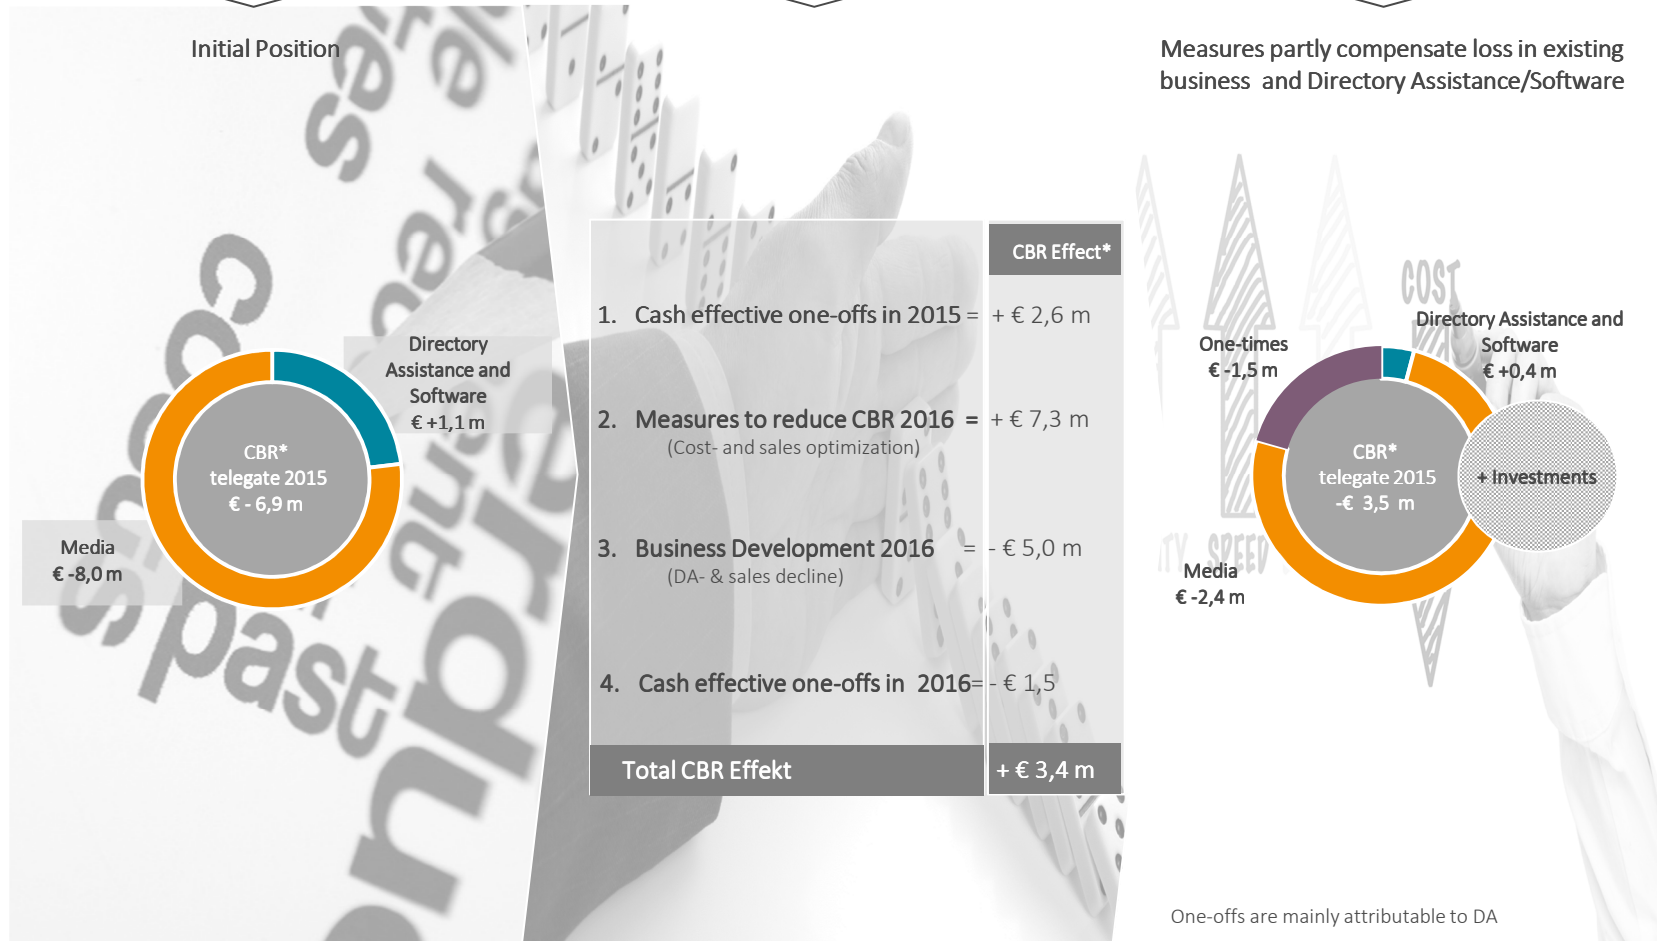 Initial Position
Directory
Assistance and
Software
€ +1,1 m
CBR*
telegate 2015
€ - 6,9 m
Media
€ -8,0 m
past
CBR Effect*
1. Cash effective one-offs in 2015 = + € 2,6 m
2. Measures to reduce CBR 2016 = + € 7,3 m
(Cost- and sales optimization)
3. Business Development 2016 = - € 5,0 m
(DA- & sales decline)
4. Cash effective one-offs in 2016= - € 1,5
Total CBR Effekt + € 3,4 m
Measures partly compensate loss in existing
business and Directory Assistance/Software
COST
Directory Assistance and
Software
€ +0,4 m
One-times
€ -1,5 m
CBR*
telegate 2015
-€ 3,5 m
+ Investments
SPEED
Media
€ -2,4 m
One-offs are mainly attributable to DA